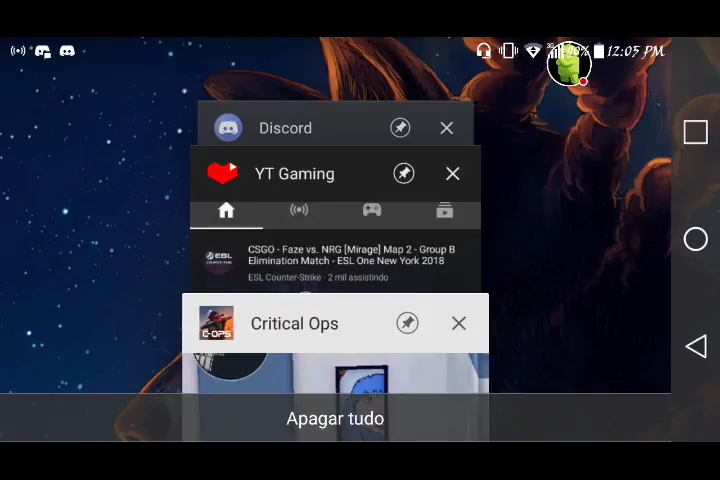 12:05 PM
Discord
YT Gaming
CSGO - Faze vs. NRG [Mirage] Map 2 - Group B
Elimination Match - ESL One New York 2018
ESL Counter-Strike · 2 mil assistindo
ESL
Critical Ops
C-OPS
Apagar tudo